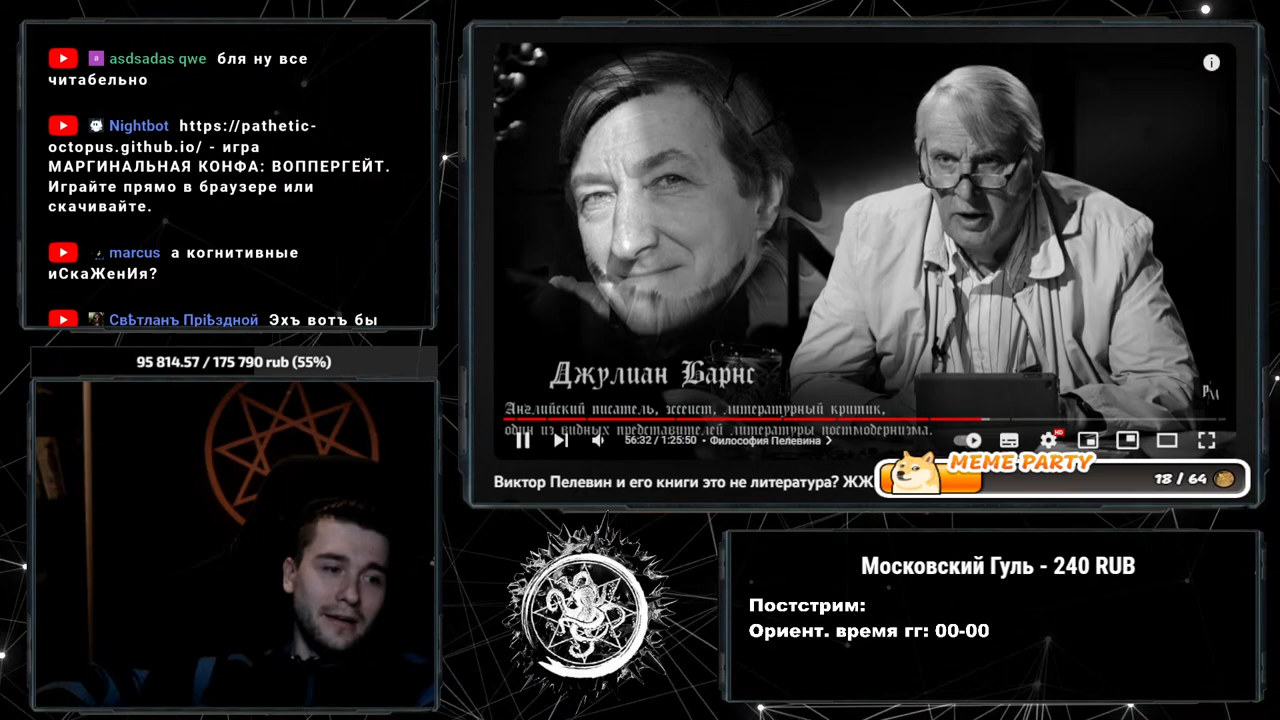 asdsadas qwe бля ну все
читабельно
Nightbot https://pathetic-
octopus.github.io/ - игра
МАРГИНАЛЬНАЯ КОНФА: ВОППЕРГЕЙТ.
Играйте прямо в браузере или
скачивайте.
marcus а когнитивные
иСкаЖенИя?
Свѣтланъ Прiѣздной Эхъ вотъ бы
95 814.57 / 175 790 rub (55%)
Джулиан Барнс
Английский писатель, эссеист, литературный критик,
один из видных представителей литературы постмодернизма.
56:32 / 1:25:50 • Философия Пелевина
HD
Виктор Пелевин и его книги это не литература? ЖЖ
MEME PARTY
18 / 64
Московский Гуль - 240 RUB
Постстрим:
Ориент. время гг: 00-00